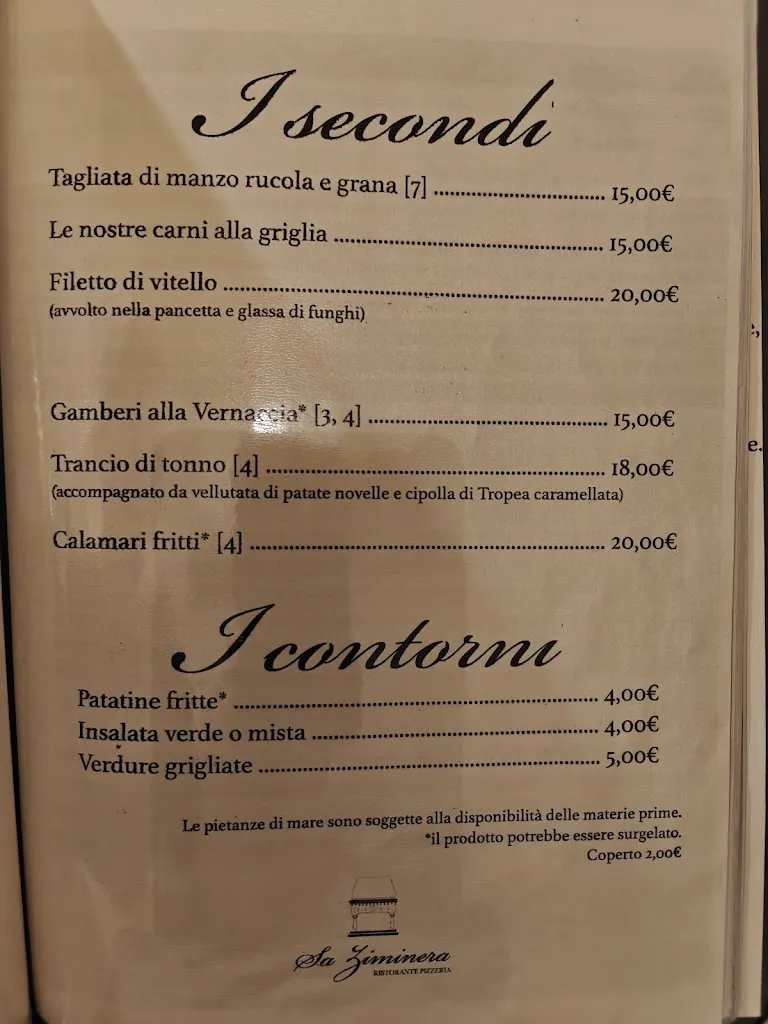 I secondi
Tagliata di manzo rucola e grana [7] ............................... 15,00€
Le nostre carni alla griglia ................................................. 15,00€
Filetto di vitello ..................................................................... 20,00€
(avvolto nella pancetta e glassa di funghi)
Gamberi alla Vernaccia* [3, 4] ........................................... 15,00€
Trancio di tonno [4] ............................................................. 18,00€
(accompagnato da vellutata di patate novelle e cipolla di Tropea caramellata)
Calamari fritti* [4] ................................................................ 20,00€
I contorni
Patatine fritte* ................................................................. 4,00€
Insalata verde o mista .................................................... 4,00€
Verdure grigliate ............................................................. 5,00€
Le pietanze di mare sono soggette alla disponibilità delle materie prime.
*il prodotto potrebbe essere surgelato.
Coperto 2,00€
Sa Ziminera
RISTORANTE PIZZERIA